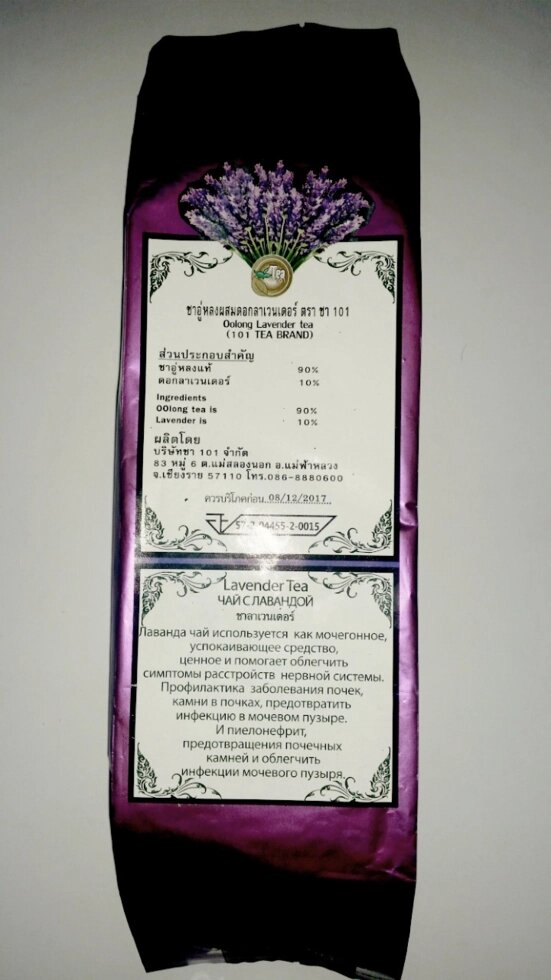 Tea
ชาอู่หลงผสมดอกลาเวนเดอร์ ตรา ชา 101
Oolong Lavender tea
(101 TEA BRAND)
ส่วนประกอบสำคัญ
ชาอู่หลงแท้ 90%
ดอกลาเวนเดอร์ 10%
Ingredients
OOlong tea is 90%
Lavender is 10%
ผลิตโดย
บริษัทชา 101 จำกัด
83 หมู่ 6 ต.แม่สลองนอก อ.แม่ฟ้าหลวง
จ.เชียงราย 57110 โทร.086-8880600
ควรบริโภคก่อน 08/12/2017
57-2-04455-2-0015
Lavender Tea
ЧАЙ С ЛАВАНДОЙ
ชาลาเวนเดอร์
Лаванда чай используется как мочегонное,
успокаивающее средство,
ценное и помогает облегчить
симптомы расстройств нервной системы.
Профилактика заболевания почек,
камни в почках, предотвратить
инфекцию в мочевом пузыре.
И пиелонефрит,
предотвращения почечных
камней и облегчить
инфекции мочевого пузыря.